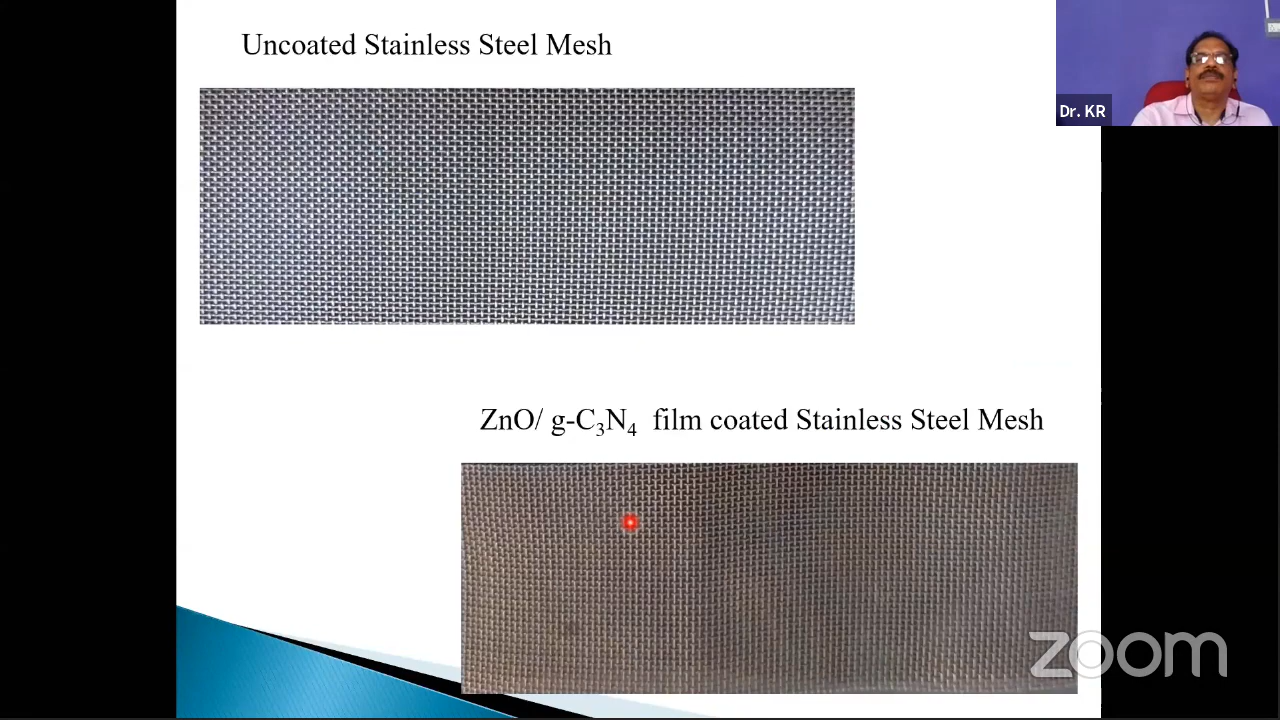 Uncoated Stainless Steel Mesh
Dr. KR
ZnO/ g-C₃N₄ film coated Stainless Steel Mesh
zoom